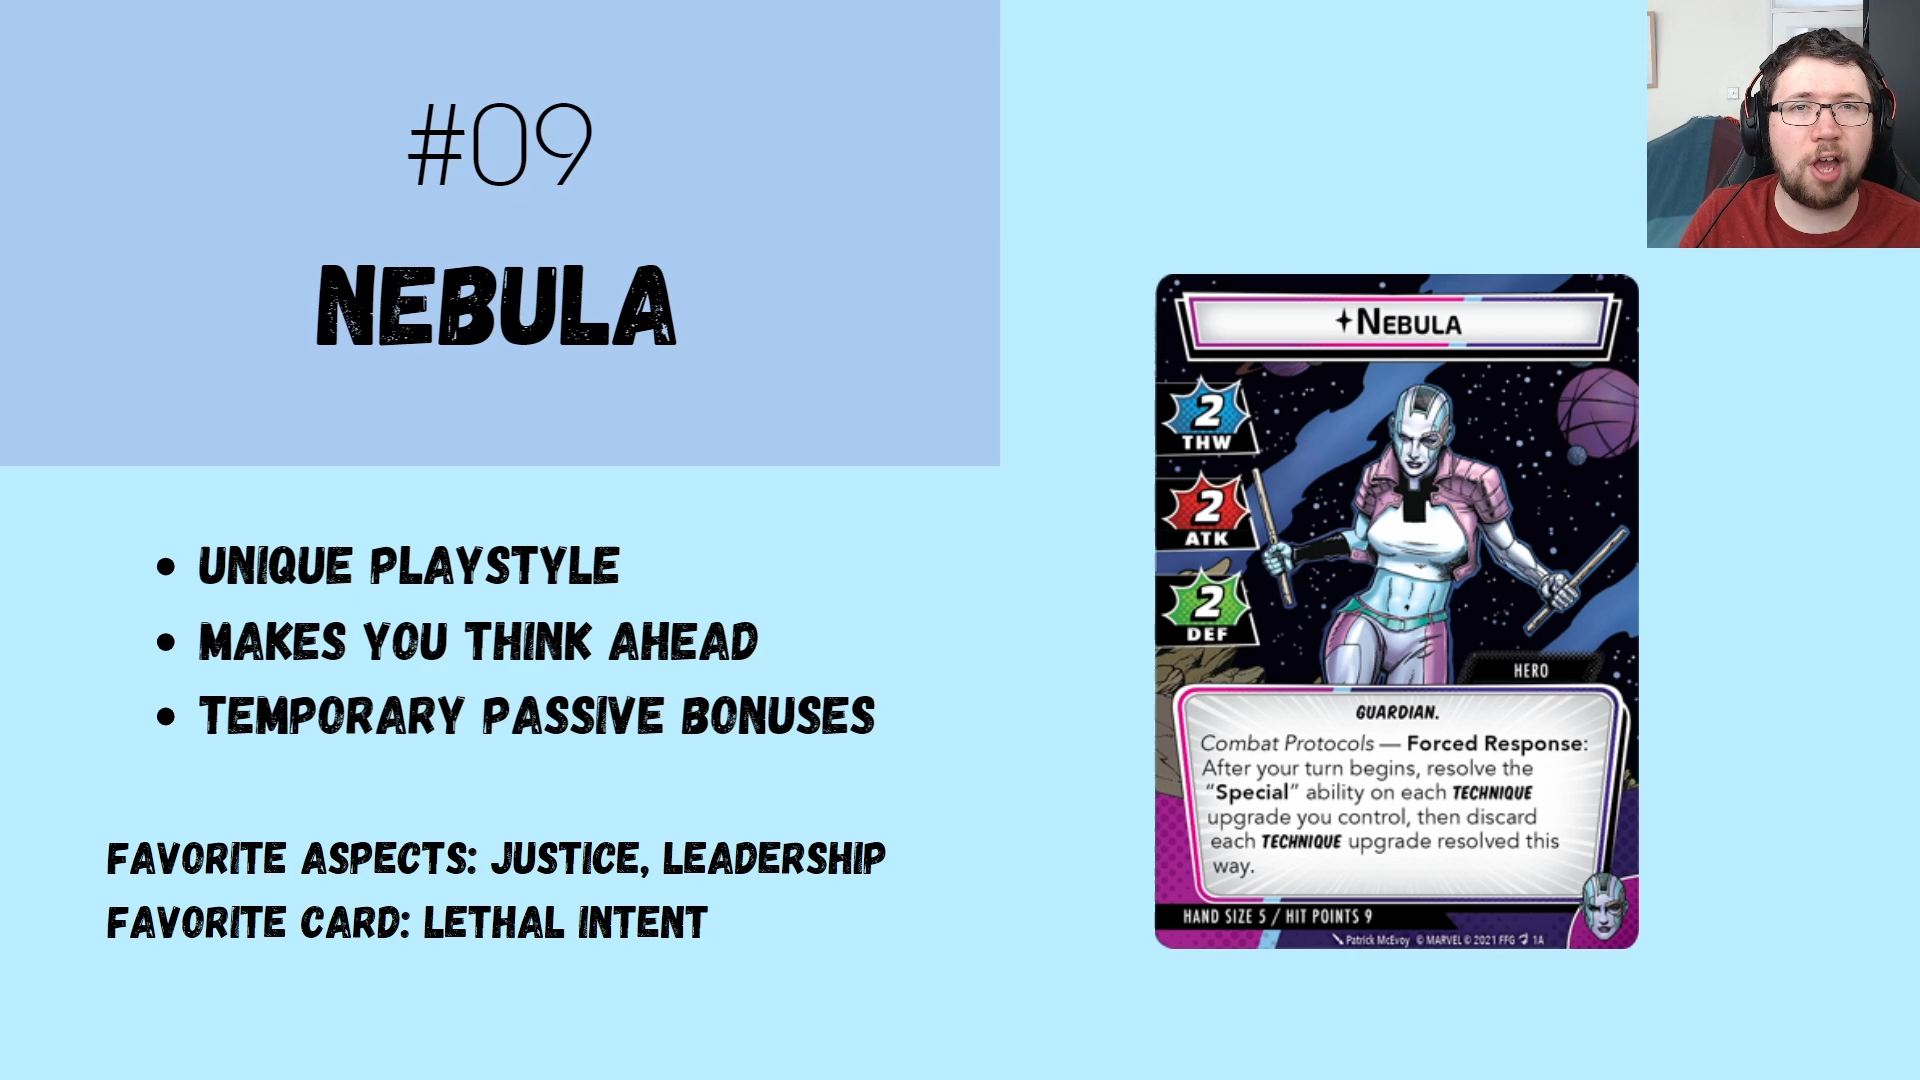 #09
NEBULA
• UNIQUE PLAYSTYLE
• MAKES YOU THINK AHEAD
• TEMPORARY PASSIVE BONUSES
FAVORITE ASPECTS: JUSTICE, LEADERSHIP
FAVORITE CARD: LETHAL INTENT
NEBULA
2
THW
2
ATK
2
DEF
HERO
GUARDIAN.
Combat Protocols — Forced Response:
After your turn begins, resolve the
“Special” ability on each TECHNIQUE
upgrade you control, then discard
each TECHNIQUE upgrade resolved this
way.
HAND SIZE 5 / HIT POINTS 9
Patrick McEvoy © MARVEL © 2021 FFG 1A